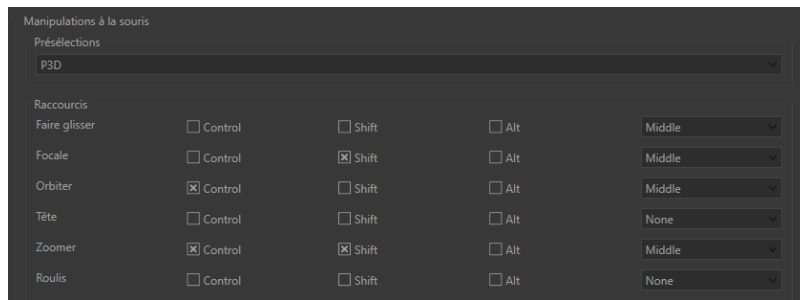 Manipulations à la souris
Présélections
P3D
Raccourcis
Faire glisser Control Shift Alt Middle
Focale Control Shift Alt Middle
Orbiter Control Shift Alt Middle
Tête Control Shift Alt None
Zoomer Control Shift Alt Middle
Roulis Control Shift Alt None